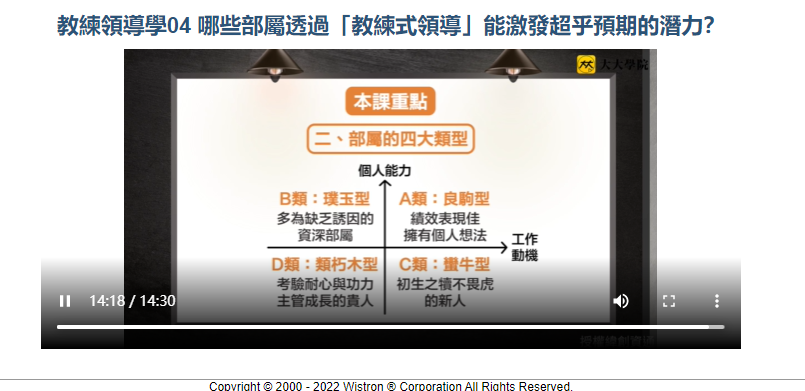 教練領導學04 哪些部屬透過「教練式領導」能激發超乎預期的潛力?
大大學院
本課重點
二、部屬的四大類型
個人能力
B類：璞玉型
多為缺乏誘因的
資深部屬
A類：良駒型
績效表現佳
擁有個人想法
工作
動機
D類：類朽木型
考驗耐心與功力
主管成長的貴人
C類：蠻牛型
初生之犢不畏虎
的新人
14:18 / 14:30
Copyright © 2000 - 2022 Wistron ® Corporation All Rights Reserved.